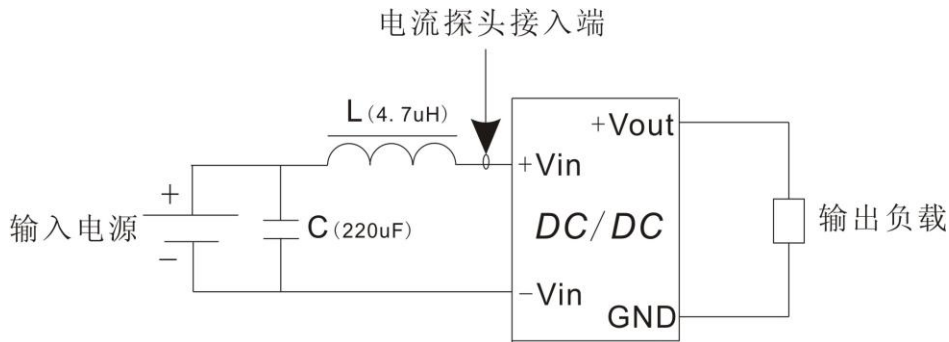 电流探头接入端
L(4.7uH)
+Vout
+Vin
+
输入电源
C(220uF)
DC/DC
输出负载
−
−Vin
GND